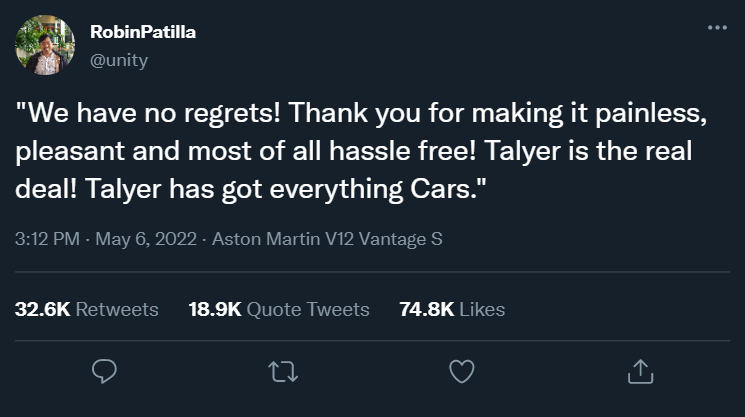 RobinPatilla
@unity
"We have no regrets! Thank you for making it painless,
pleasant and most of all hassle free! Talyer is the real
deal! Talyer has got everything Cars."
3:12 PM · May 6, 2022 · Aston Martin V12 Vantage S
32.6K Retweets 18.9K Quote Tweets 74.8K Likes